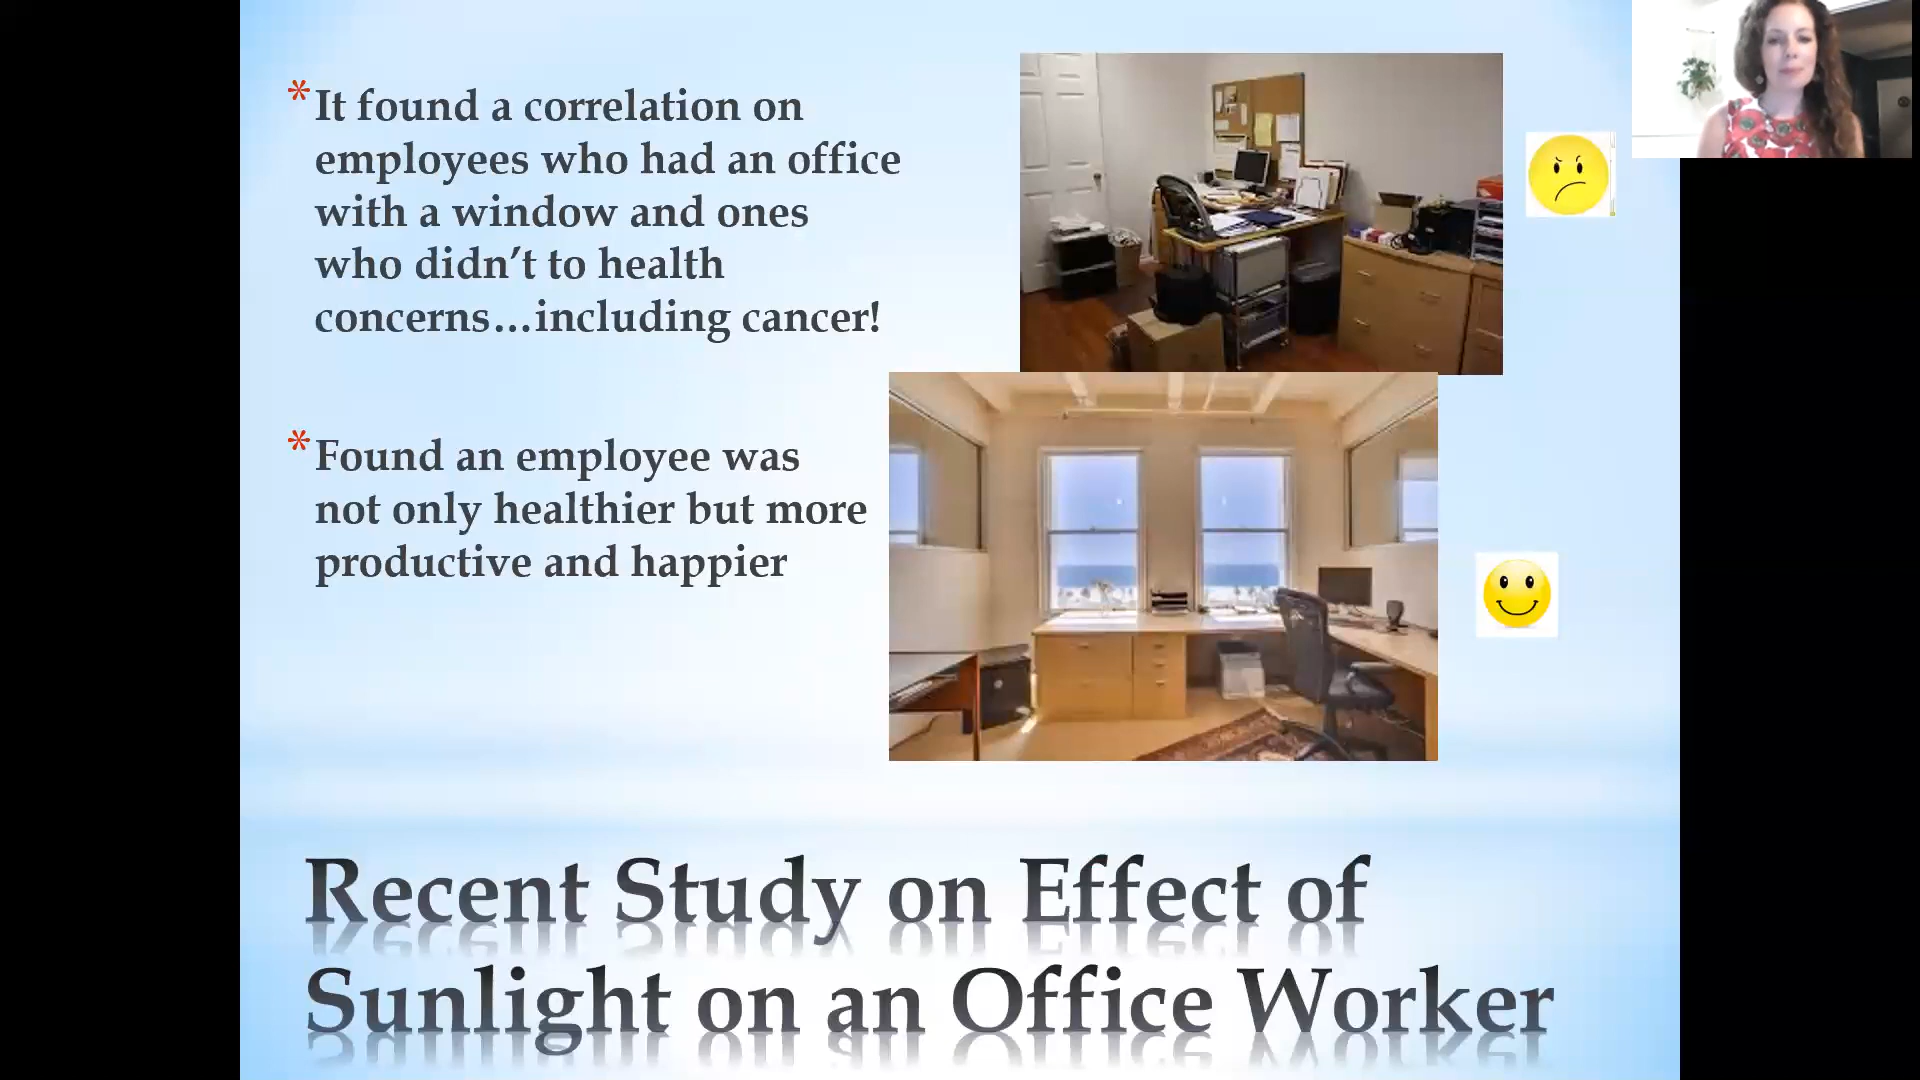 * It found a correlation on
employees who had an office
with a window and ones
who didn’t to health
concerns…including cancer!
* Found an employee was
not only healthier but more
productive and happier
Recent Study on Effect of
Sunlight on an Office Worker